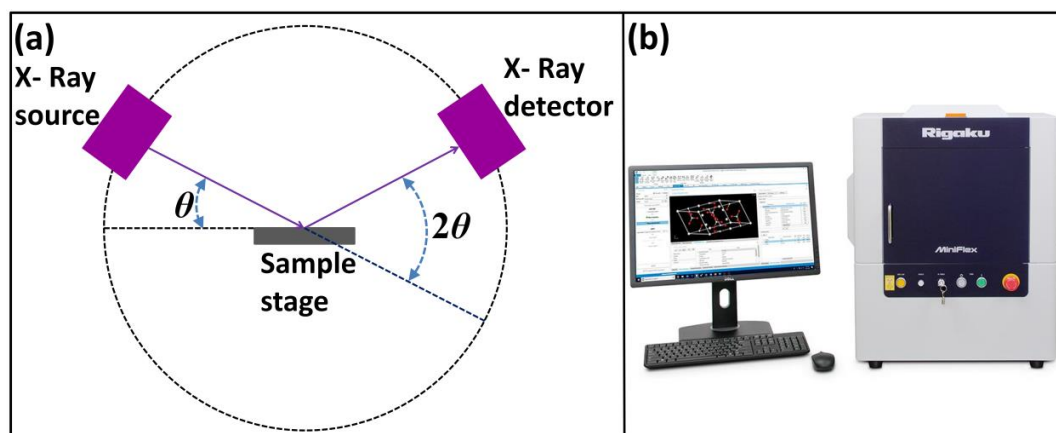 (a)
X- Ray
source
X- Ray
detector
θ
2θ
Sample
stage
(b)
Rigaku
MiniFlex